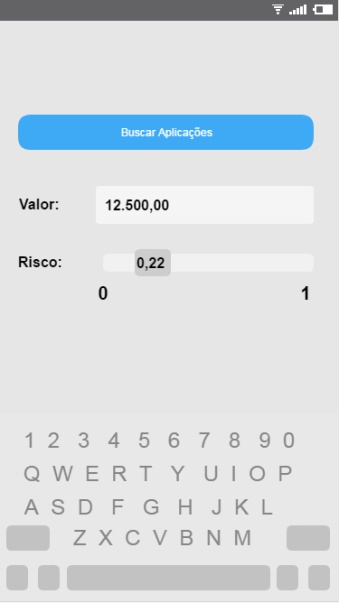 Buscar Aplicações
Valor: 12.500,00
Risco: 0,22
0 1
1 2 3 4 5 6 7 8 9 0
Q W E R T Y U I O P
A S D F G H J K L
Z X C V B N M